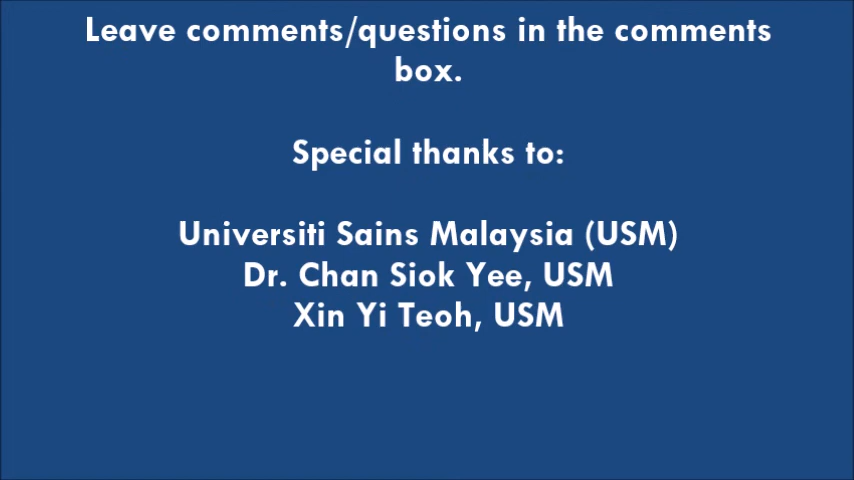 Leave comments/questions in the comments
box.
Special thanks to:
Universiti Sains Malaysia (USM)
Dr. Chan Siok Yee, USM
Xin Yi Teoh, USM